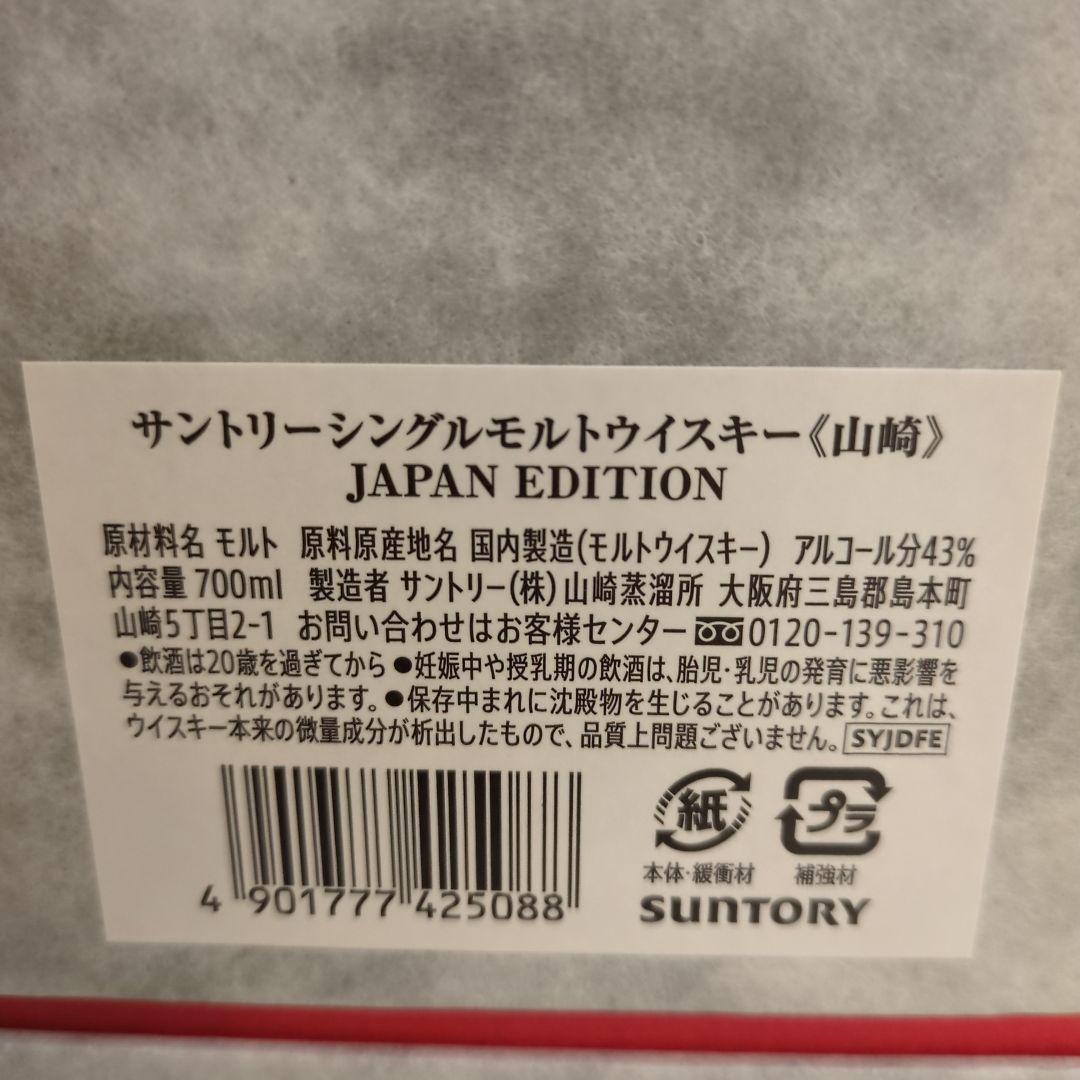 サントリーシングルモルトウイスキー《山崎》
JAPAN EDITION
原材料名 モルト 原料原産地名 国内製造(モルトウイスキー) アルコール分43%
内容量 700ml 製造者 サントリー(株)山崎蒸溜所 大阪府三島郡島本町
山崎5丁目2-1 お問い合わせはお客様センター 0120-139-310
●飲酒は20歳を過ぎてから ●妊娠中や授乳期の飲酒は、胎児・乳児の発育に悪影響を
与えるおそれがあります。 ●保存中まれに沈殿物を生じることがあります。これは、
ウイスキー本来の微量成分が析出したもので、品質上問題ございません。 SYJDFE
紙 プラ
本体・緩衝材 補強材
4 901777 425088
SUNTORY